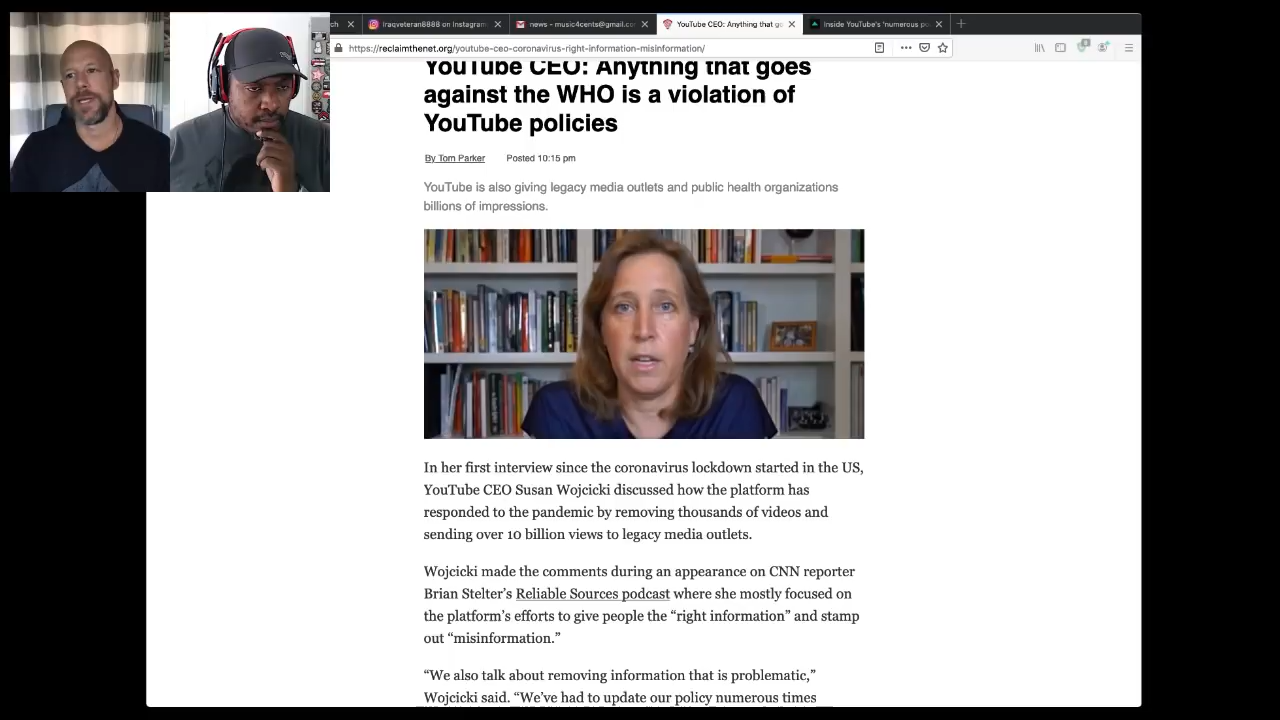 ch
Iraqveteran8888 on Instagram
news - music4cents@gmail.co
YouTube CEO: Anything that go
Inside YouTube's 'numerous po
https://reclaimthenet.org/youtube-ceo-coronavirus-right-information-misinformation/
YouTube CEO: Anything that goes
against the WHO is a violation of
YouTube policies
By Tom Parker Posted 10:15 pm
YouTube is also giving legacy media outlets and public health organizations
billions of impressions.
In her first interview since the coronavirus lockdown started in the US,
YouTube CEO Susan Wojcicki discussed how the platform has
responded to the pandemic by removing thousands of videos and
sending over 10 billion views to legacy media outlets.
Wojcicki made the comments during an appearance on CNN reporter
Brian Stelter’s Reliable Sources podcast where she mostly focused on
the platform’s efforts to give people the “right information” and stamp
out “misinformation.”
“We also talk about removing information that is problematic,”
Wojcicki said. “We’ve had to update our policy numerous times